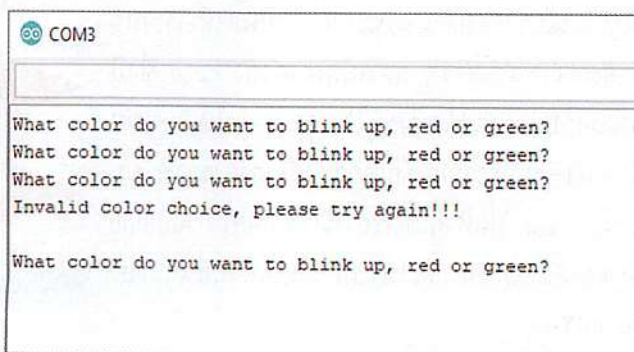 COM3
What color do you want to blink up, red or green?
What color do you want to blink up, red or green?
What color do you want to blink up, red or green?
Invalid color choice, please try again!!!
What color do you want to blink up, red or green?